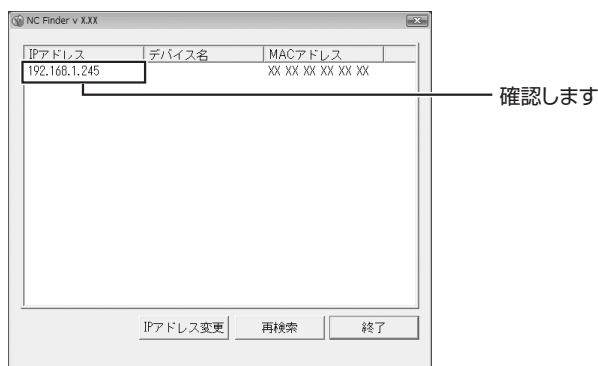 NC Finder v X.XX
IPアドレス デバイス名 MACアドレス
192.168.1.245 XX XX XX XX XX XX
確認します
IPアドレス変更 再検索 終了